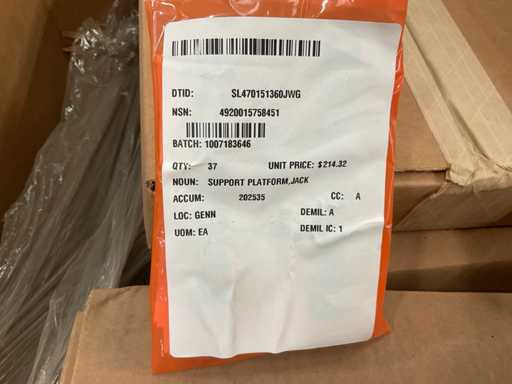 DTID: SL470151360JWG
NSN: 4920015758451
BATCH: 1007183646
QTY: 37 UNIT PRICE: $214.32
NOUN: SUPPORT PLATFORM,JACK
ACCUM: 202535 CC: A
LOC: GENN DEMIL: A
UOM: EA DEMIL IC: 1